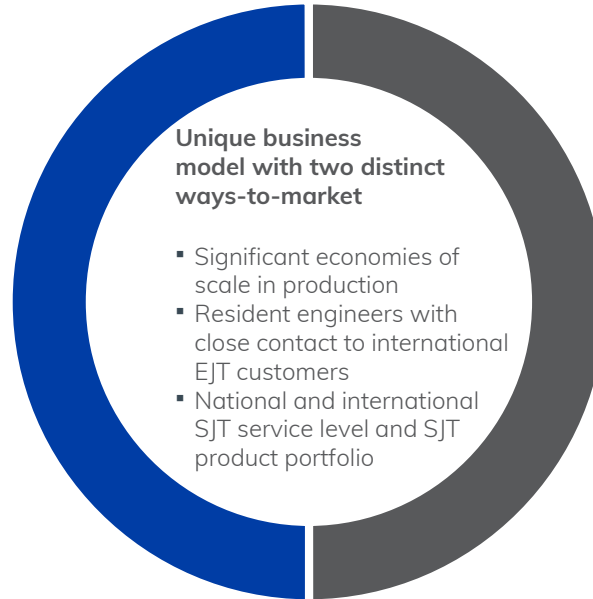 Unique business
model with two distinct
ways-to-market
▪ Significant economies of
scale in production
▪ Resident engineers with
close contact to international
EJT customers
▪ National and international
SJT service level and SJT
product portfolio